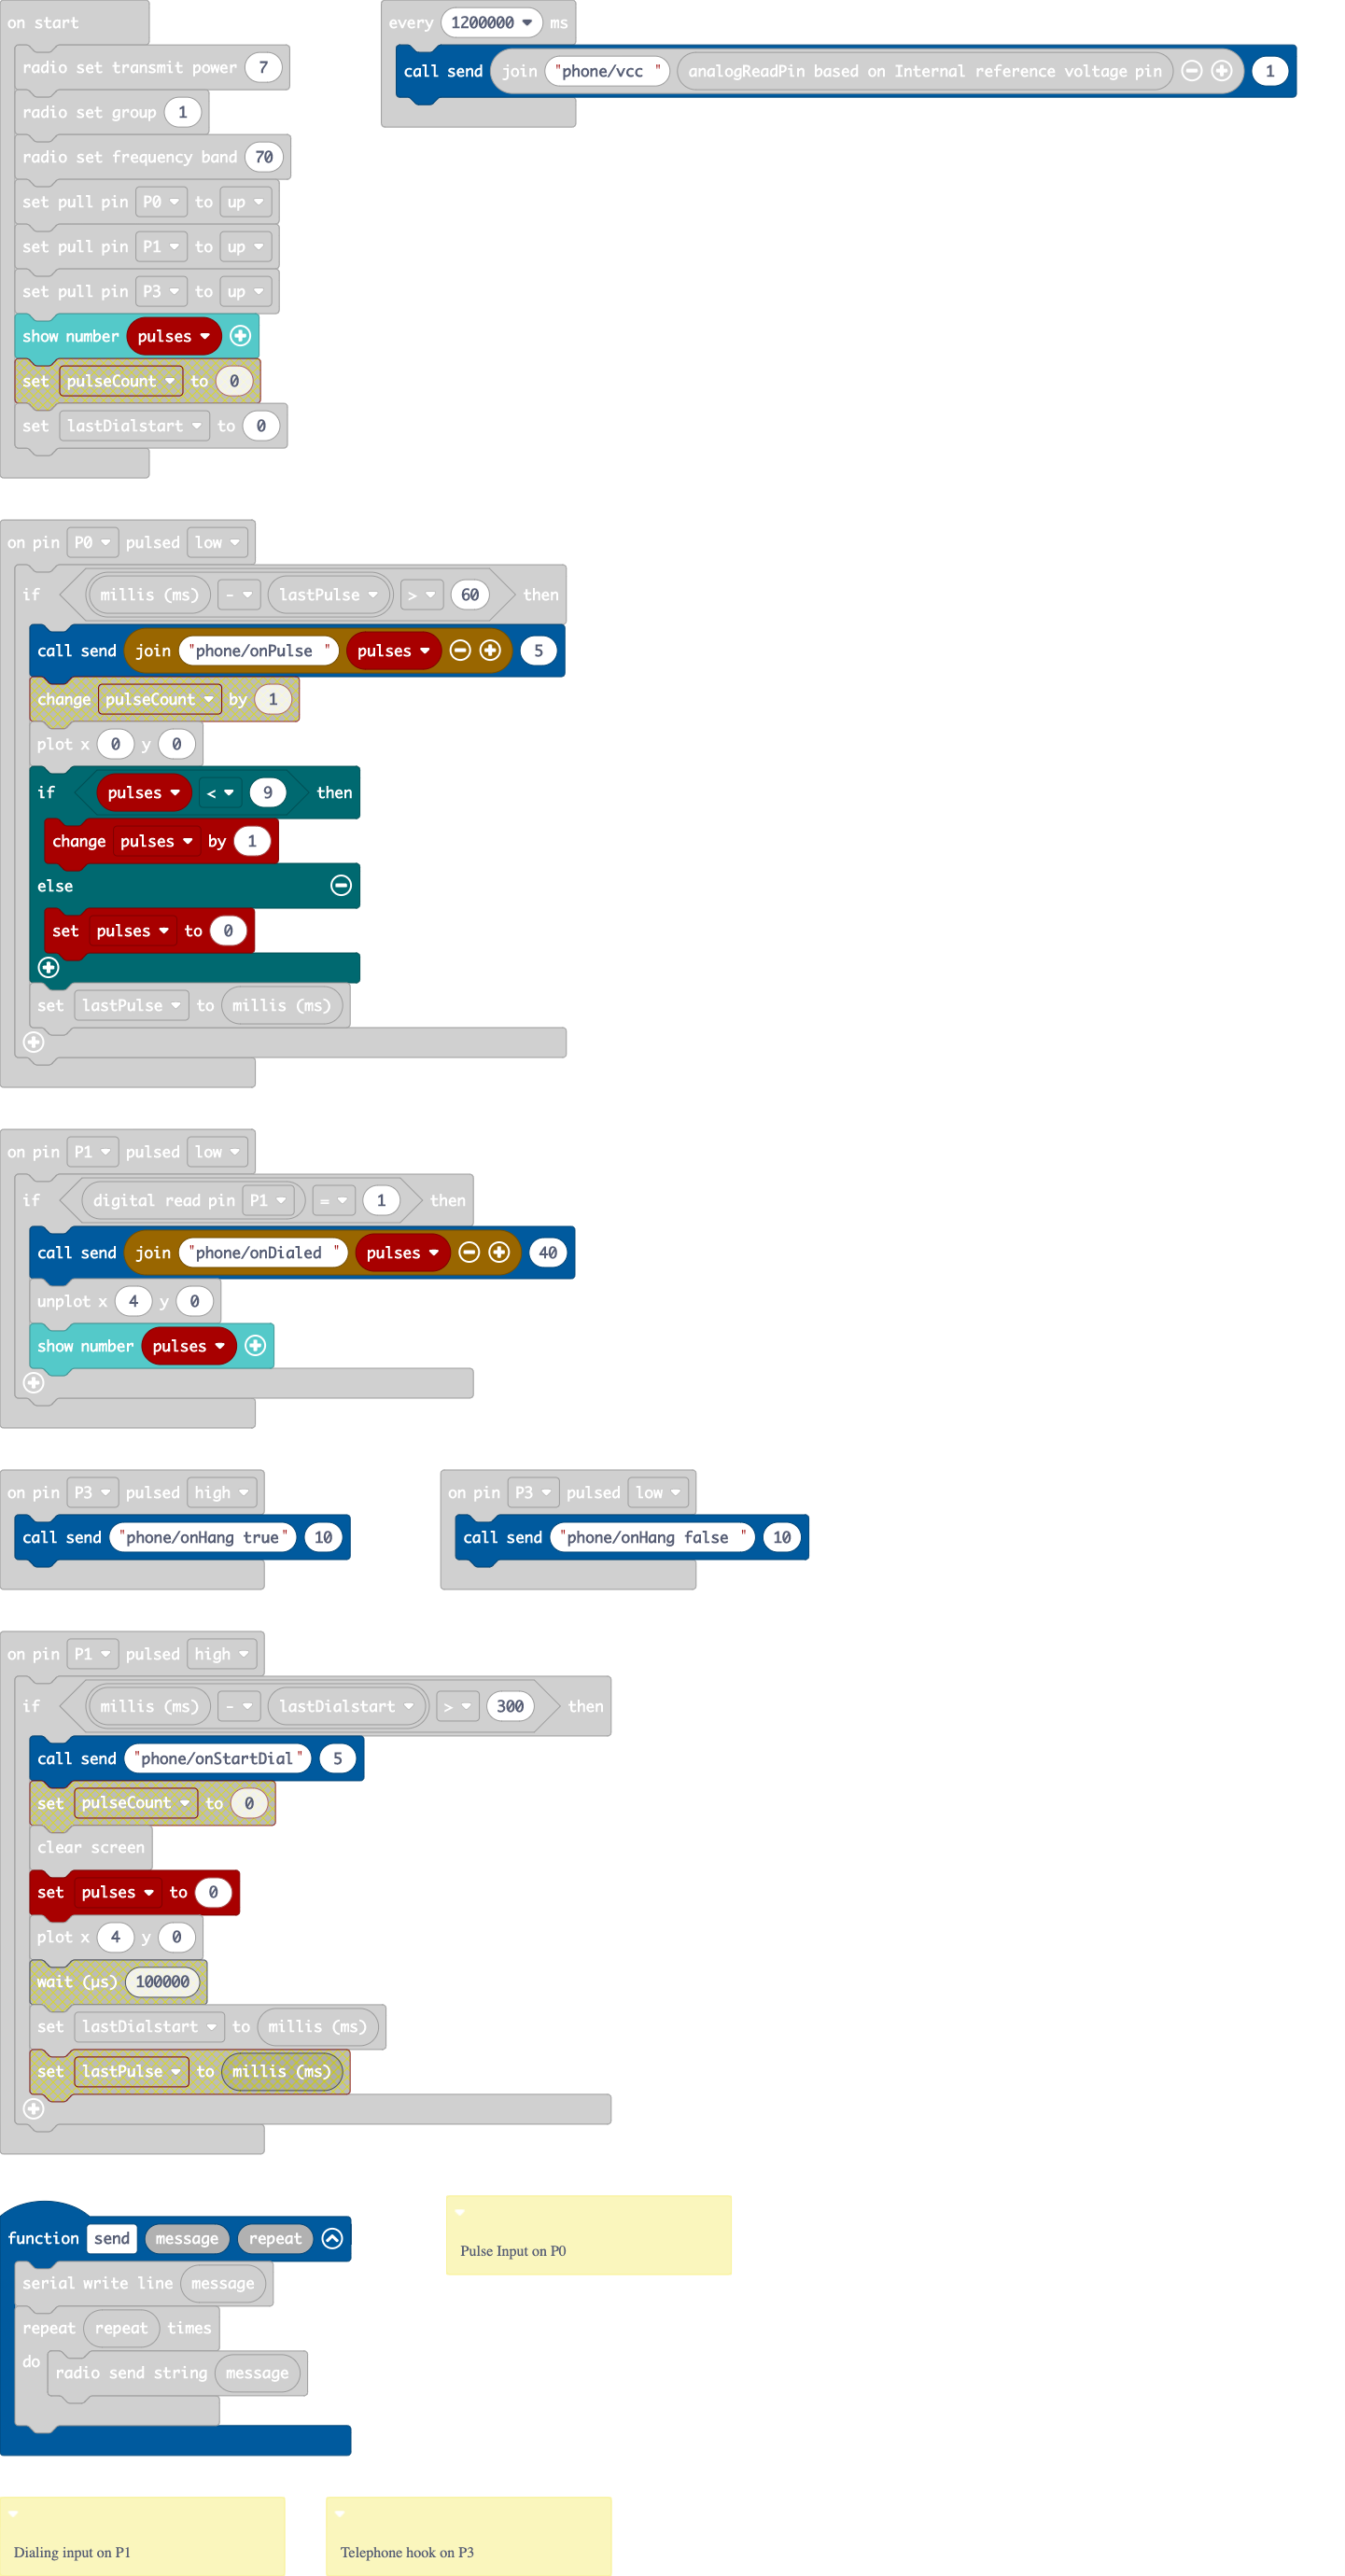 on start
radio set transmit power 7
radio set group 1
radio set frequency band 70
set pull pin P0 to up
set pull pin P1 to up
set pull pin P3 to up
show number pulses
set pulseCount to 0
set lastDialstart to 0
every 1200000 ms
call send join "phone/vcc " analogReadPin based on Internal reference voltage pin 1
on pin P0 pulsed low
if millis (ms) - lastPulse > 60 then
call send join "phone/onPulse " pulses 5
change pulseCount by 1
plot x 0 y 0
if pulses < 9 then
change pulses by 1
else
set pulses to 0
set lastPulse to millis (ms)
on pin P1 pulsed low
if digital read pin P1 = 1 then
call send join "phone/onDialed " pulses 40
unplot x 4 y 0
show number pulses
on pin P3 pulsed high
call send "phone/onHang true" 10
on pin P3 pulsed low
call send "phone/onHang false " 10
on pin P1 pulsed high
if millis (ms) - lastDialstart > 300 then
call send "phone/onStartDial" 5
set pulseCount to 0
clear screen
set pulses to 0
plot x 4 y 0
wait (µs) 100000
set lastDialstart to millis (ms)
set lastPulse to millis (ms)
function send message repeat
serial write line message
repeat repeat times
do radio send string message
Pulse Input on P0
Dialing input on P1
Telephone hook on P3